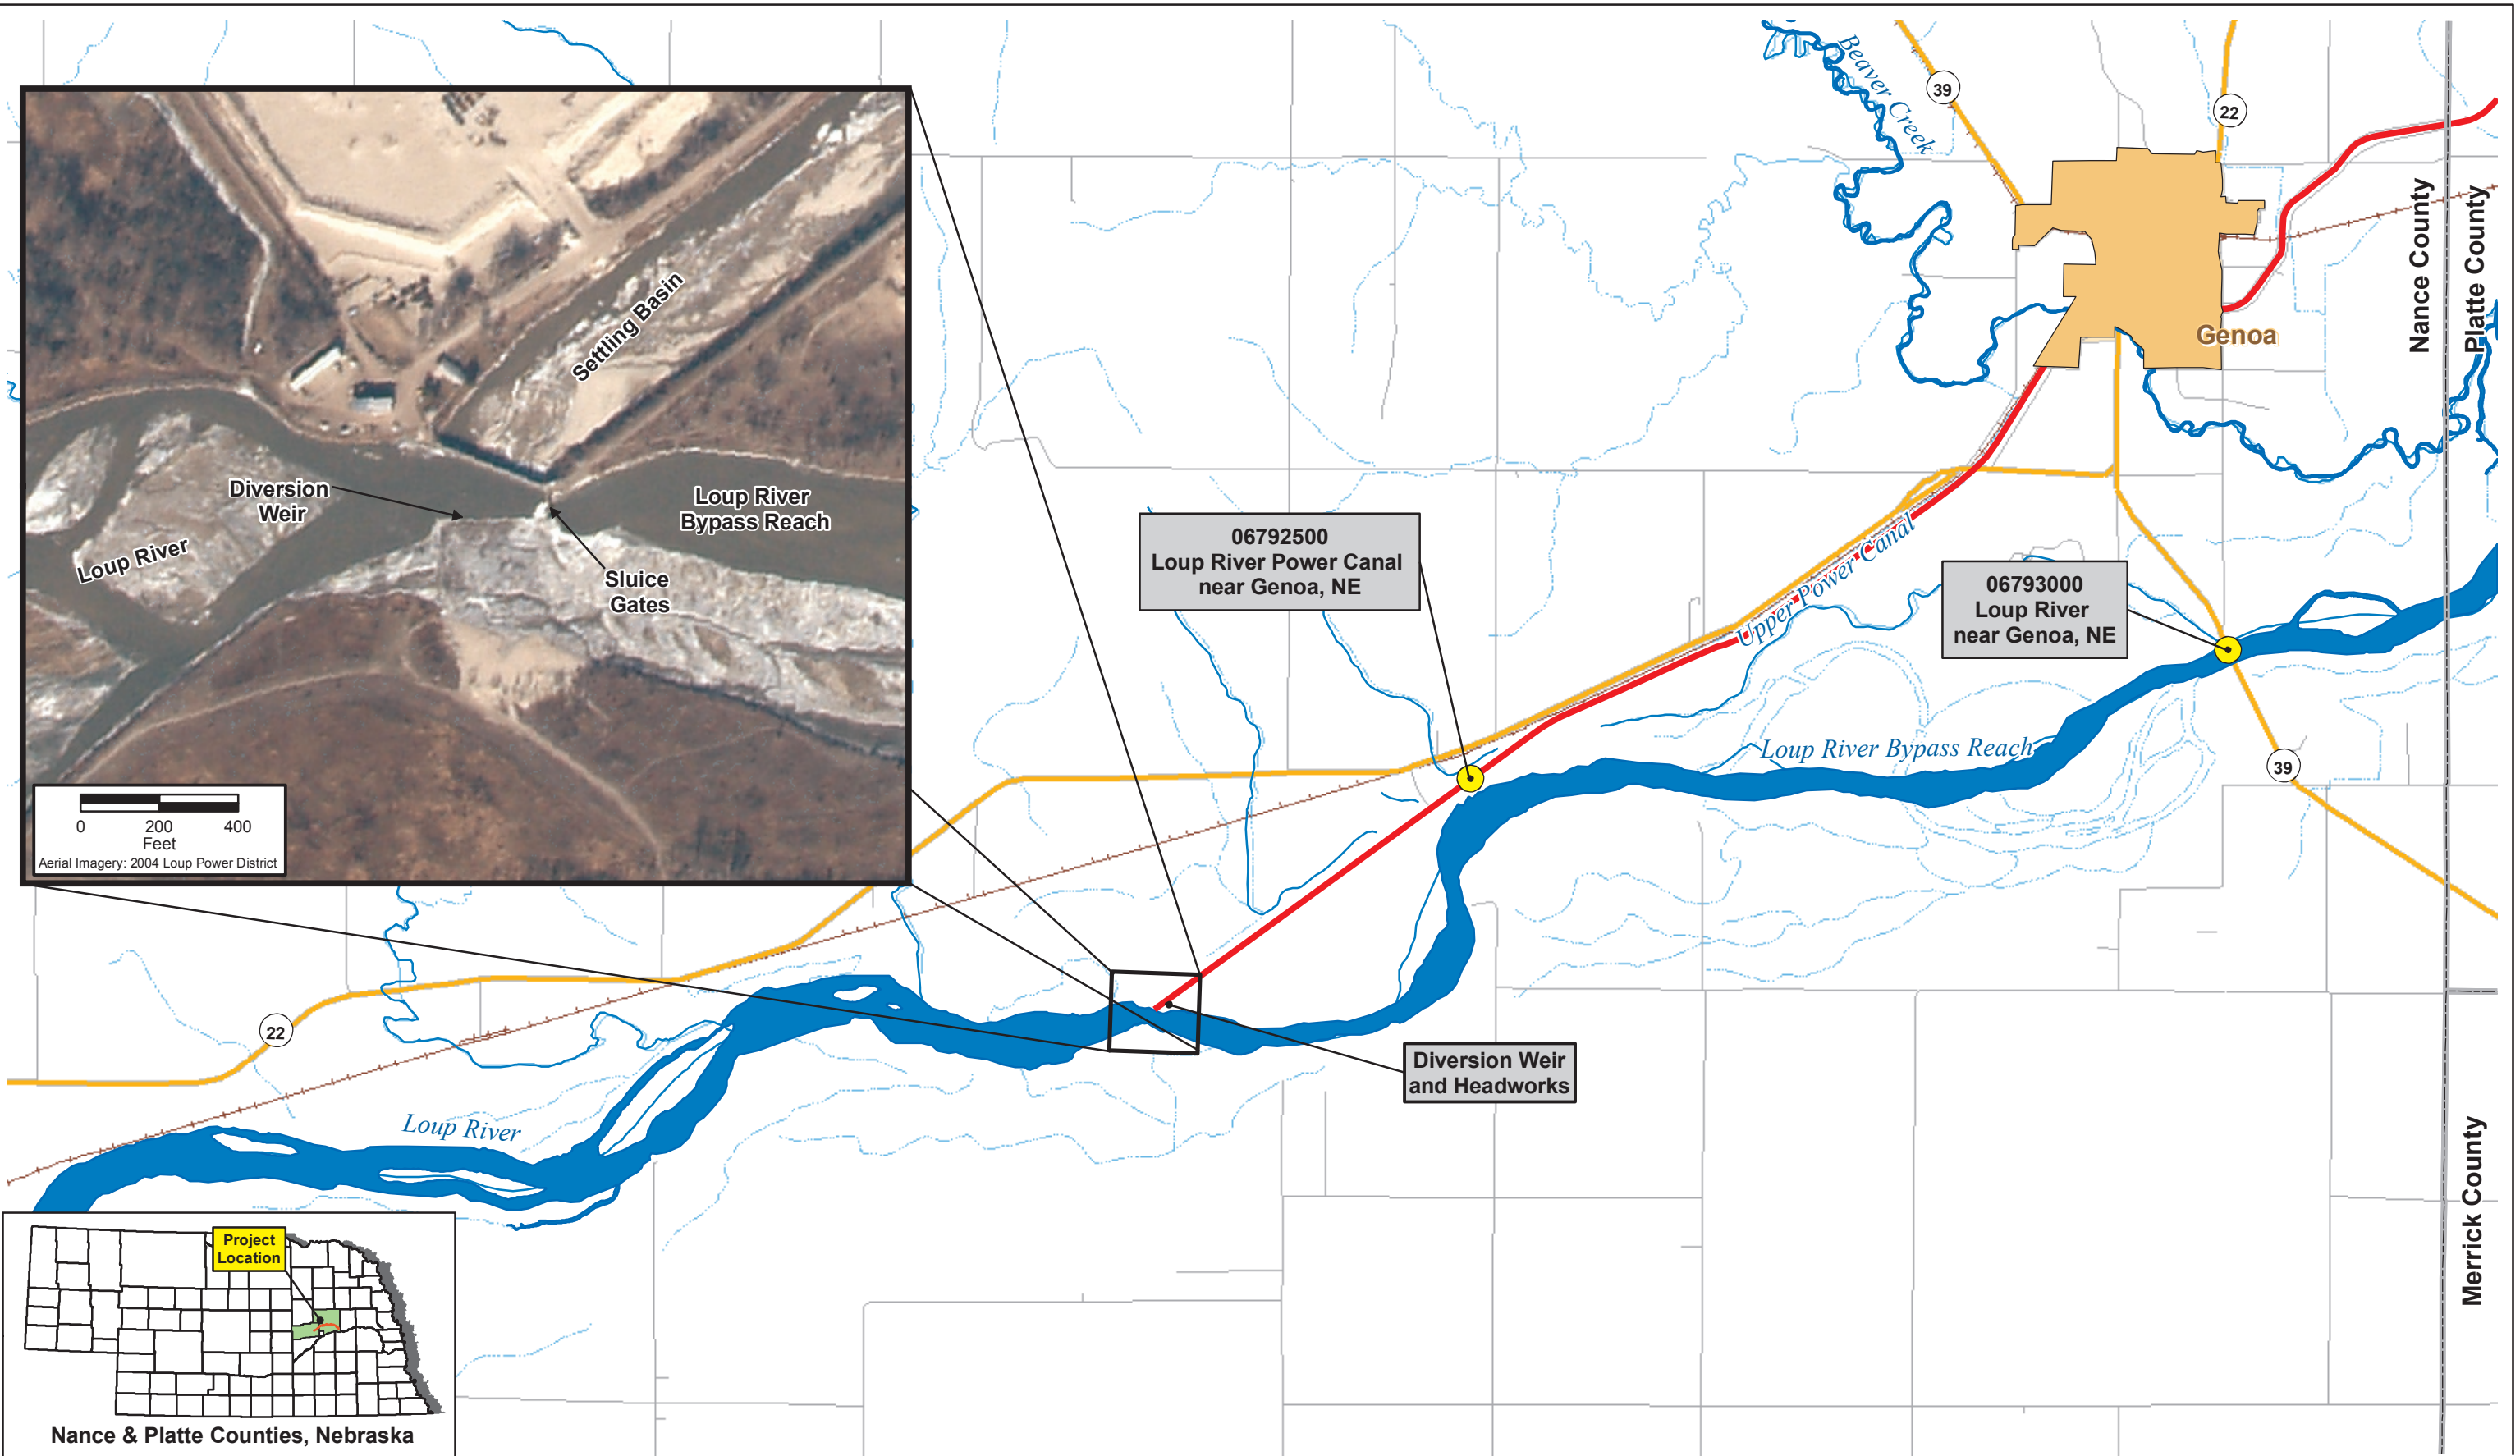 Beaver Creek
39
22
Nance County
Platte County
Genoa
Settling Basin
Diversion
Weir
Loup River
Bypass Reach
Loup River
Sluice
Gates
0 200 400
Feet
Aerial Imagery: 2004 Loup Power District
06792500
Loup River Power Canal
near Genoa, NE
Upper Power Canal
06793000
Loup River
near Genoa, NE
Loup River Bypass Reach
39
22
Diversion Weir
and Headworks
Loup River
Merrick County
Project
Location
Nance & Platte Counties, Nebraska